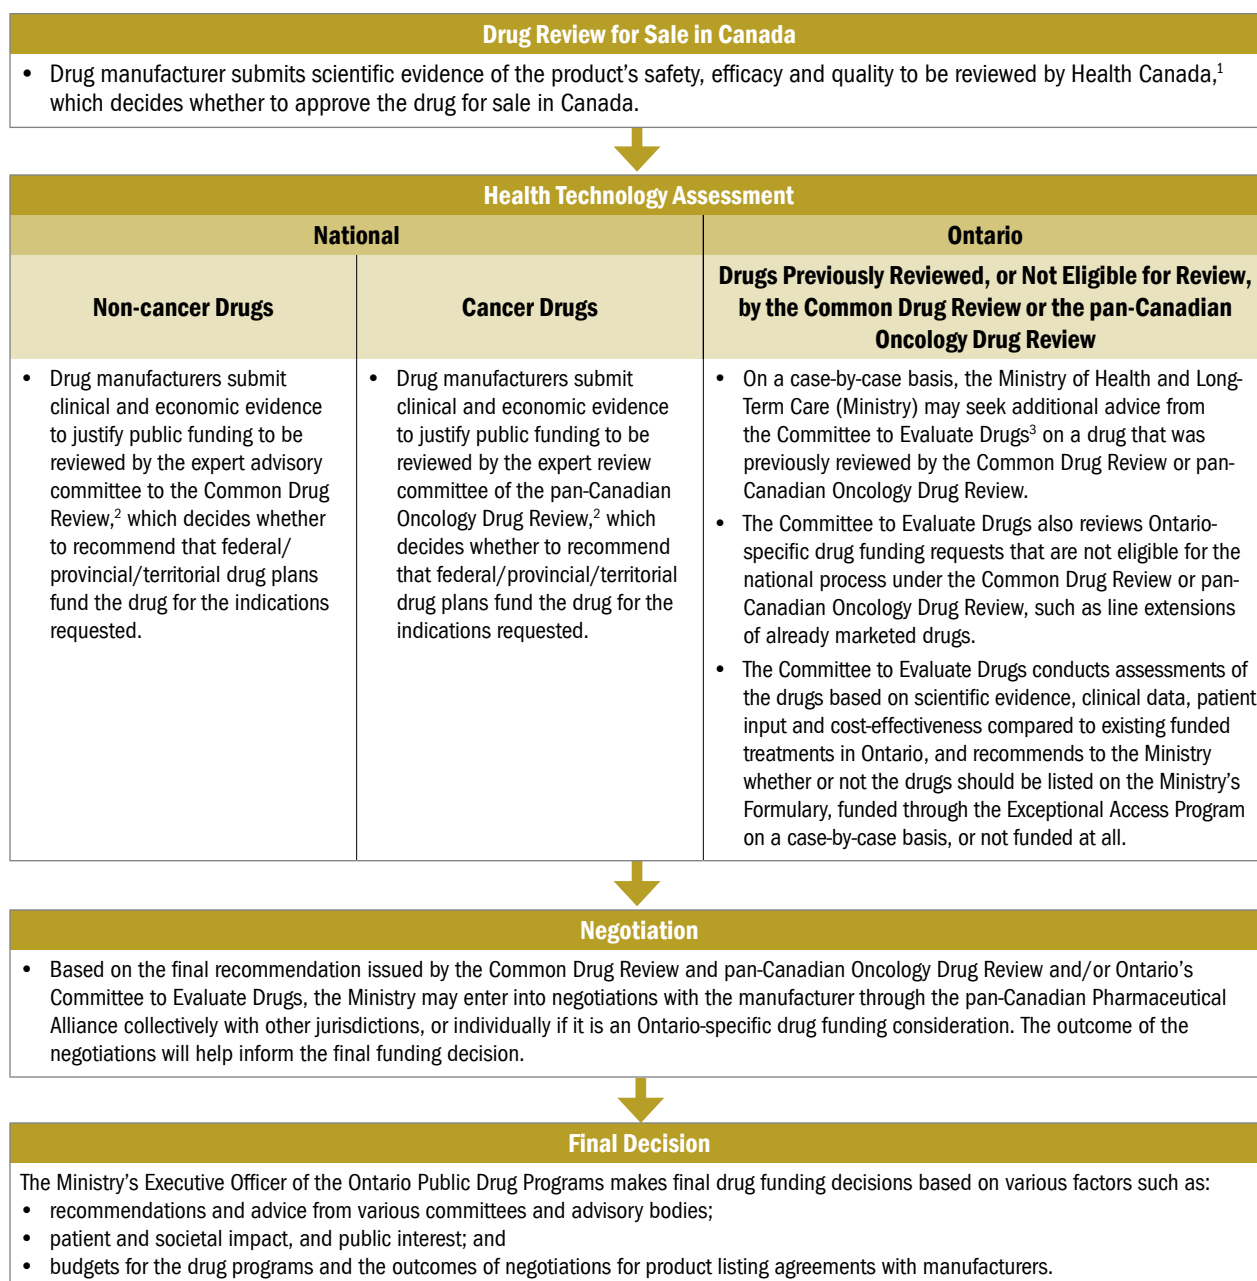 Drug Review for Sale in Canada
• Drug manufacturer submits scientific evidence of the product's safety, efficacy and quality to be reviewed by Health Canada,1
which decides whether to approve the drug for sale in Canada.
Health Technology Assessment
National
Ontario
Non-cancer Drugs
Cancer Drugs
Drugs Previously Reviewed, or Not Eligible for Review,
by the Common Drug Review or the pan-Canadian
Oncology Drug Review
• Drug manufacturers submit
clinical and economic evidence
to justify public funding to be
reviewed by the expert advisory
committee to the Common Drug
Review,2 which decides whether
to recommend that federal/
provincial/territorial drug plans
fund the drug for the indications
requested.
• Drug manufacturers submit
clinical and economic evidence
to justify public funding to be
reviewed by the expert review
committee of the pan-Canadian
Oncology Drug Review,2 which
decides whether to recommend
that federal/provincial/territorial
drug plans fund the drug for the
indications requested.
• On a case-by-case basis, the Ministry of Health and Long-
Term Care (Ministry) may seek additional advice from
the Committee to Evaluate Drugs3 on a drug that was
previously reviewed by the Common Drug Review or pan-
Canadian Oncology Drug Review.
• The Committee to Evaluate Drugs also reviews Ontario-
specific drug funding requests that are not eligible for the
national process under the Common Drug Review or pan-
Canadian Oncology Drug Review, such as line extensions
of already marketed drugs.
• The Committee to Evaluate Drugs conducts assessments of
the drugs based on scientific evidence, clinical data, patient
input and cost-effectiveness compared to existing funded
treatments in Ontario, and recommends to the Ministry
whether or not the drugs should be listed on the Ministry's
Formulary, funded through the Exceptional Access Program
on a case-by-case basis, or not funded at all.
Negotiation
• Based on the final recommendation issued by the Common Drug Review and pan-Canadian Oncology Drug Review and/or Ontario's
Committee to Evaluate Drugs, the Ministry may enter into negotiations with the manufacturer through the pan-Canadian Pharmaceutical
Alliance collectively with other jurisdictions, or individually if it is an Ontario-specific drug funding consideration. The outcome of the
negotiations will help inform the final funding decision.
Final Decision
The Ministry's Executive Officer of the Ontario Public Drug Programs makes final drug funding decisions based on various factors such as:
• recommendations and advice from various committees and advisory bodies;
• patient and societal impact, and public interest; and
• budgets for the drug programs and the outcomes of negotiations for product listing agreements with manufacturers.